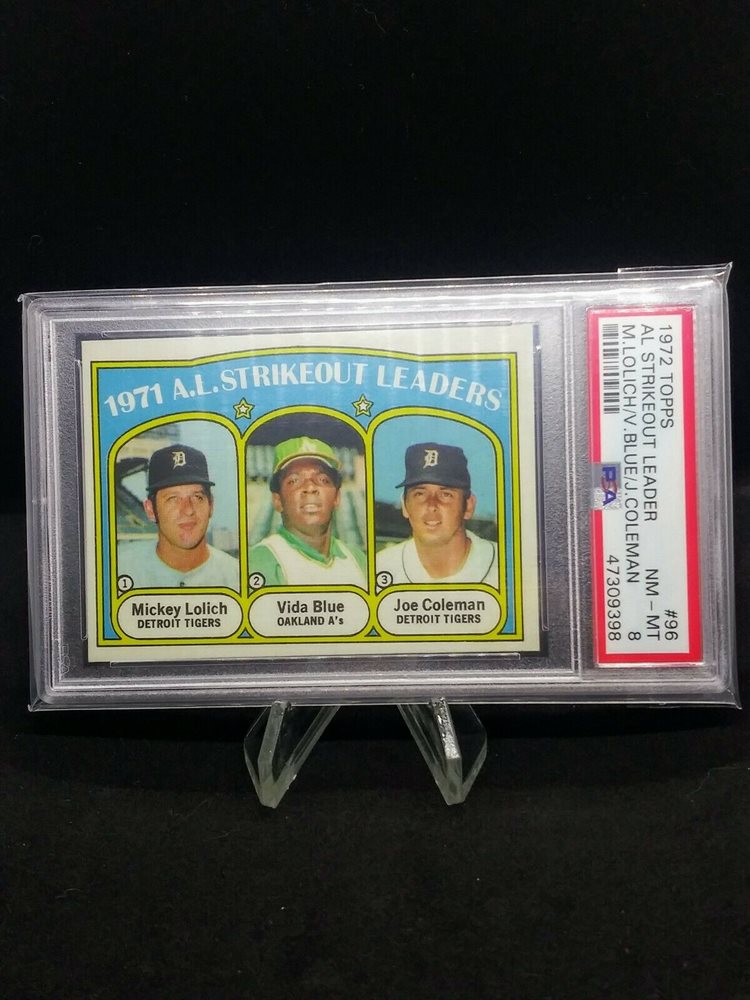 1971 A.L. STRIKEOUT LEADERS
D
A
D
1
2
3
Mickey Lolich
DETROIT TIGERS
Vida Blue
OAKLAND A's
Joe Coleman
DETROIT TIGERS
1972 TOPPS #96
AL STRIKEOUT LEADER NM - MT
M.LOLICH/V.BLUE/J.COLEMAN 8
PSA 47309398